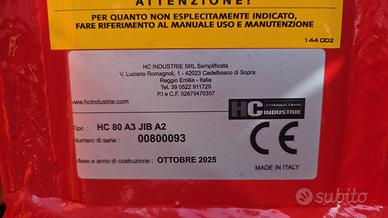 ATTENZIONE!
PER QUANTO NON ESPLICITAMENTE INDICATO,
FARE RIFERIMENTO AL MANUALE USO E MANUTENZIONE
144002
HC INDUSTRIE SRL Semplificata
V. Luciano Romagnoli, 1 - 42023 Cadelbosco di Sopra
Reggio Emilia - Italia
Tel. 39 0522 911729
P.I e C.F. 02679470357
www.hcindustrie.com
HYDRAULIC CRANE
HC INDUSTRIE
Tipo : HC 80 A3 JIB A2
Numero di serie : 00800093
Mese e anno di costruzione : OTTOBRE 2025
CE
MADE IN ITALY
subito